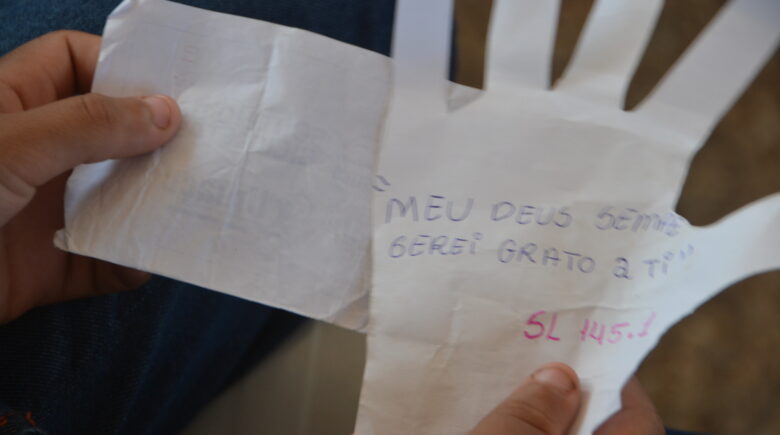 "MEU DEUS SEMPRE
SEREI GRATO a Ti"
SL 145.1